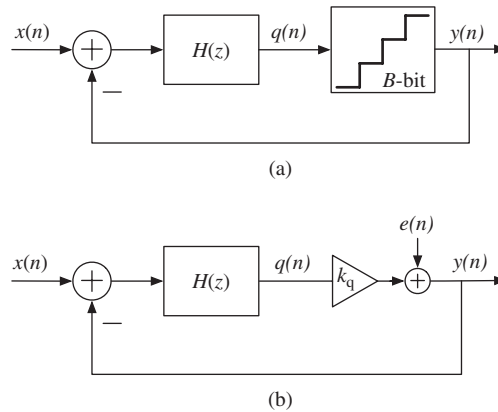 x(n)
H(z)
q(n)
B-bit
y(n)
(a)
e(n)
x(n)
H(z)
q(n)
kq
y(n)
(b)